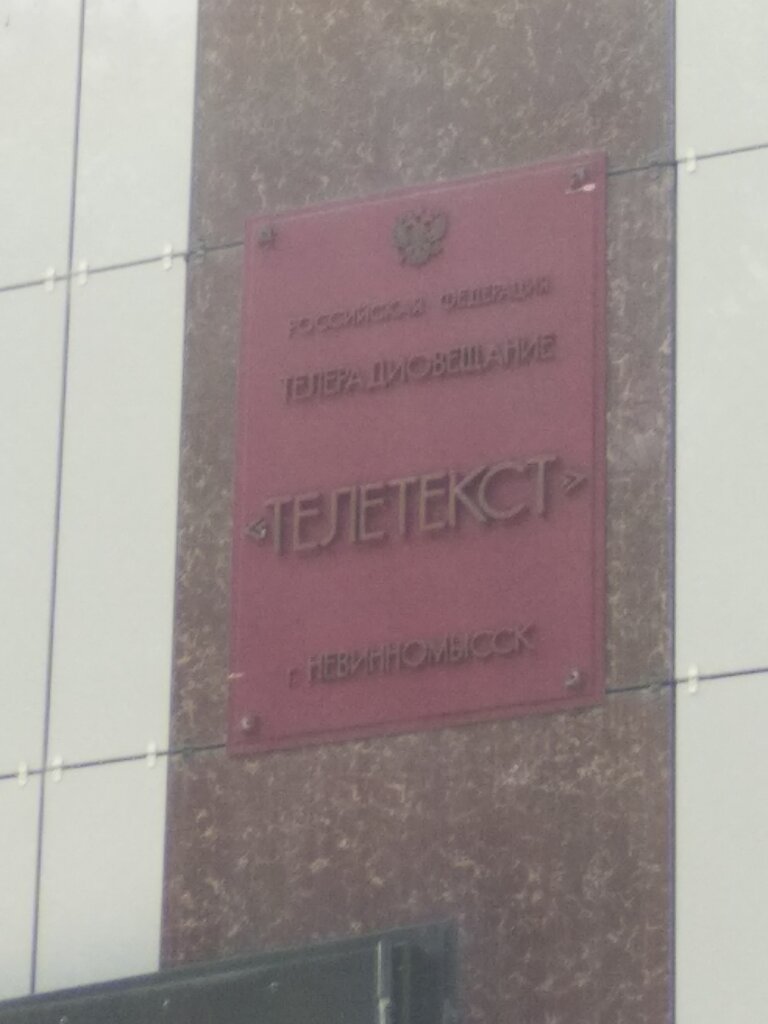 РОССИЙСКАЯ ФЕДЕРАЦИЯ
ТЕЛЕРАДИОВЕЩАНИЕ
«ТЕЛЕТЕКСТ»
г. НЕВИННОМЫССК